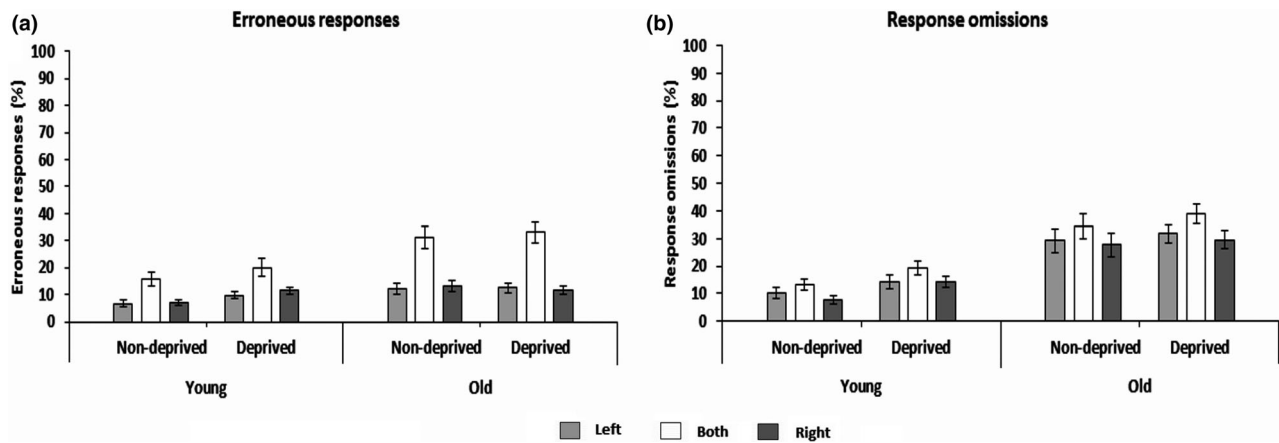 (a) Erroneous responses
Erroneous responses (%)
100
90
80
70
60
50
40
30
20
10
0
Non-deprived Deprived Non-deprived Deprived
Young Old
(b) Response omissions
Response omissions (%)
100
90
80
70
60
50
40
30
20
10
0
Non-deprived Deprived Non-deprived Deprived
Young Old
Left Both Right